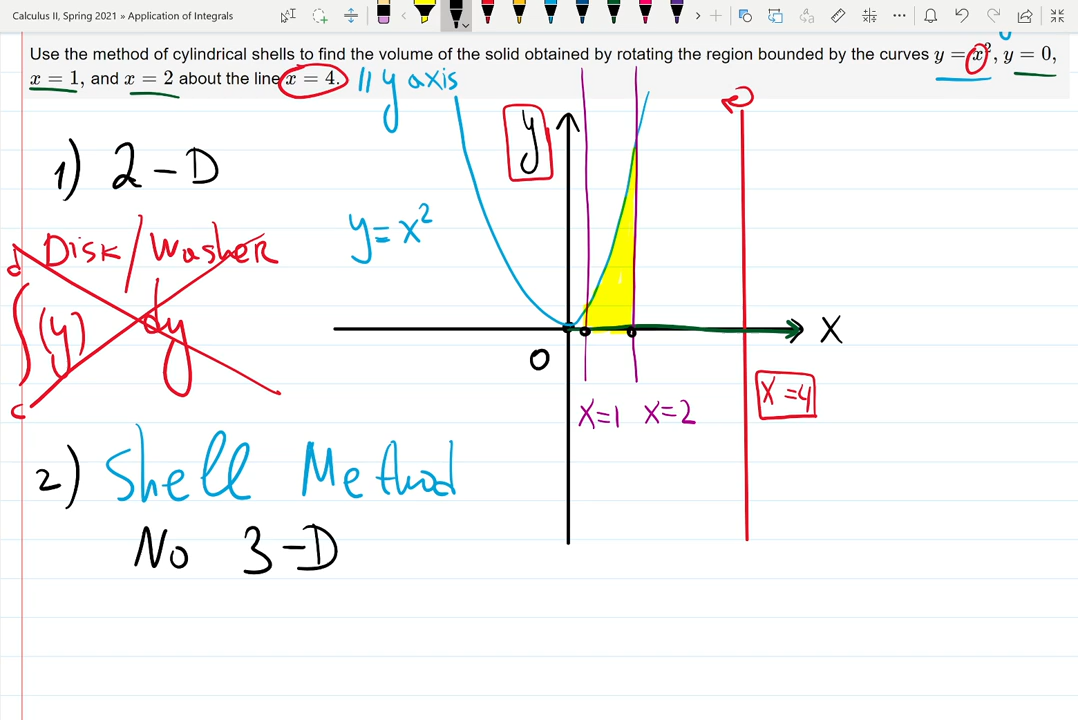 Calculus II, Spring 2021 » Application of Integrals
Use the method of cylindrical shells to find the volume of the solid obtained by rotating the region bounded by the curves y = x², y = 0,
x = 1, and x = 2 about the line x = 4.
|| y axis
1) 2-D
y
Disk/Washer
y=x²
d
(y) dy
c
X
O
X=4
X=1 X=2
2) Shell Method
No 3-D